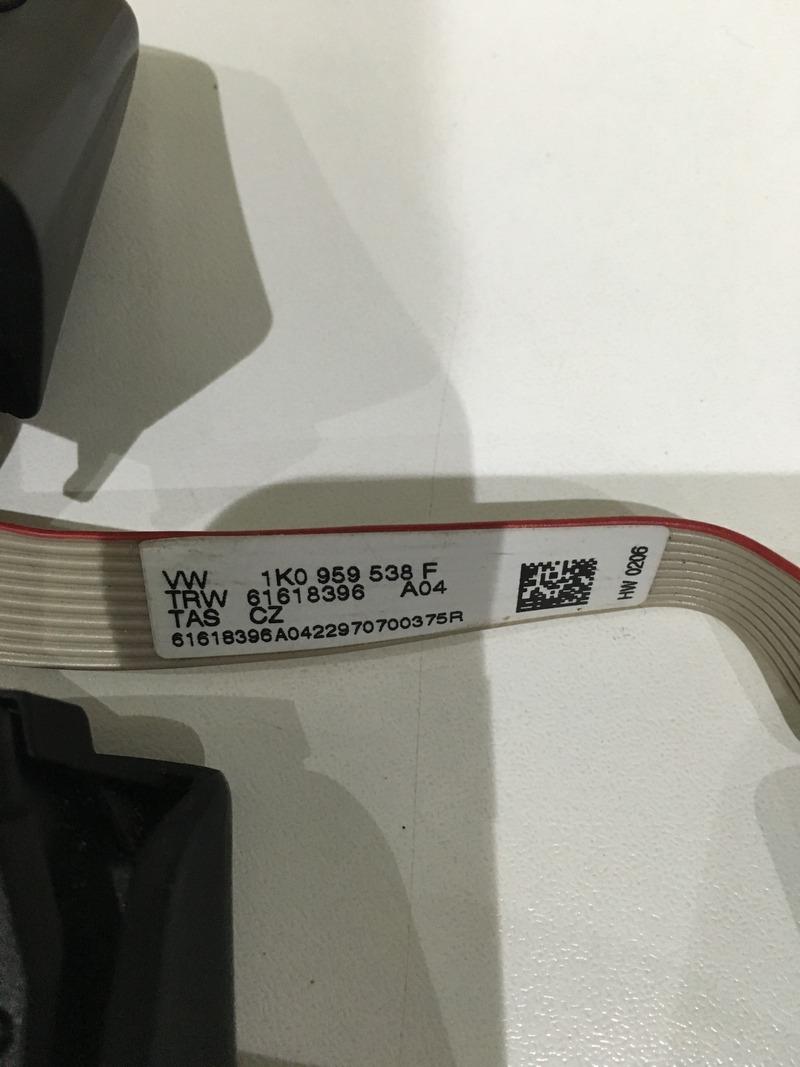 VW 1K0 959 538 F
TRW 61618396 A04
TAS CZ
61618396A0422970700375R
HW 0206